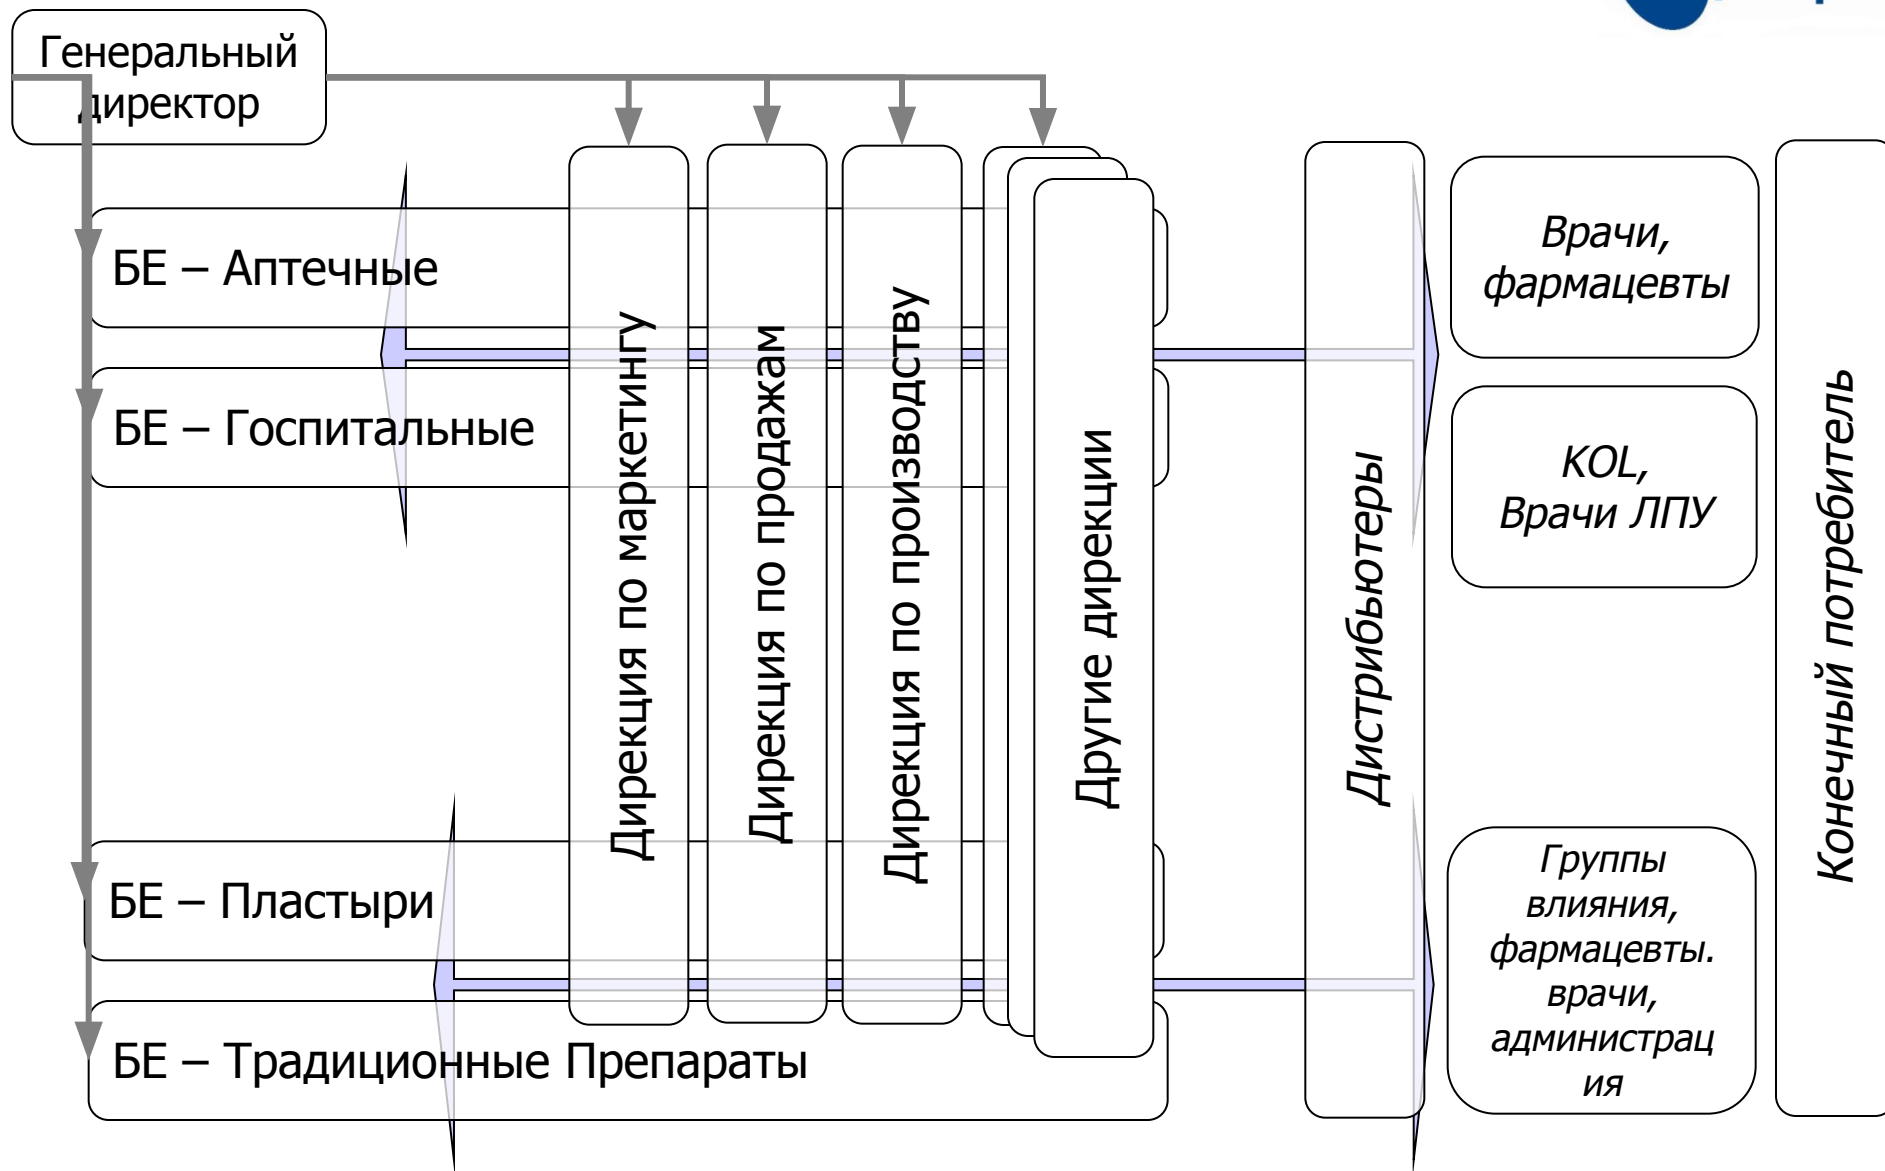 Генеральный
директор
БЕ – Аптечные
БЕ – Госпитальные
БЕ – Пластыри
БЕ – Традиционные Препараты
Дирекция по маркетингу
Дирекция по продажам
Дирекция по производству
Другие дирекции
Дистрибьютеры
Врачи,
фармацевты
KOL,
Врачи ЛПУ
Группы
влияния,
фармацевты.
врачи,
администрац
ия
Конечный потребитель